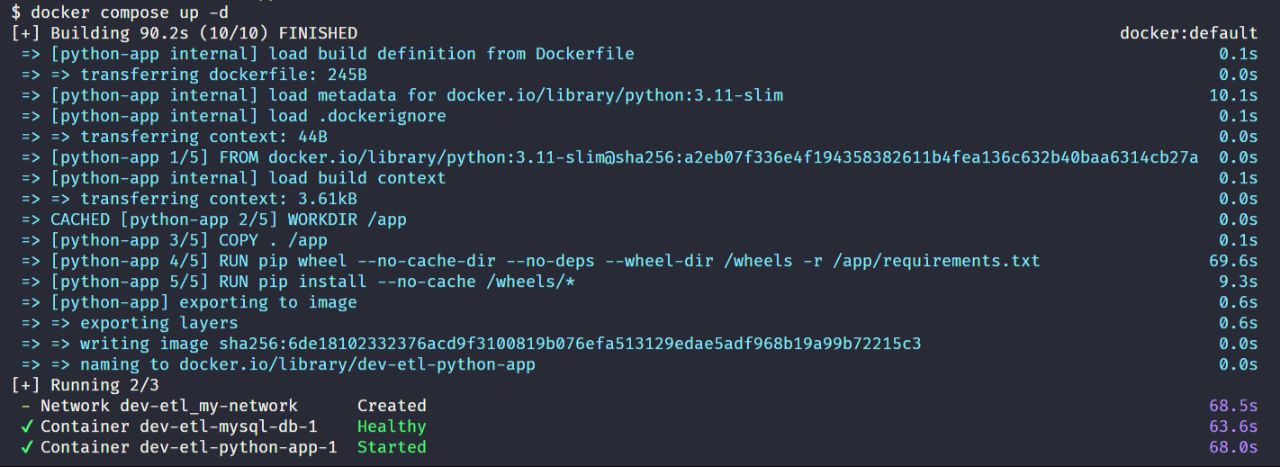 $ docker compose up -d
[+] Building 90.2s (10/10) FINISHED docker:default
=> [python-app internal] load build definition from Dockerfile 0.1s
=> => transferring dockerfile: 245B 0.0s
=> [python-app internal] load metadata for docker.io/library/python:3.11-slim 10.1s
=> [python-app internal] load .dockerignore 0.1s
=> => transferring context: 44B 0.0s
=> [python-app 1/5] FROM docker.io/library/python:3.11-slim@sha256:a2eb07f336e4f194358382611b4fea136c632b40baa6314cb27a 0.0s
=> [python-app internal] load build context 0.1s
=> => transferring context: 3.61kB 0.0s
=> CACHED [python-app 2/5] WORKDIR /app 0.0s
=> [python-app 3/5] COPY . /app 0.1s
=> [python-app 4/5] RUN pip wheel --no-cache-dir --no-deps --wheel-dir /wheels -r /app/requirements.txt 69.6s
=> [python-app 5/5] RUN pip install --no-cache /wheels/* 9.3s
=> [python-app] exporting to image 0.6s
=> => exporting layers 0.6s
=> => writing image sha256:6de18102332376acd9f3100819b076efa513129edae5adf968b19a99b72215c3 0.0s
=> => naming to docker.io/library/dev-etl-python-app 0.0s
[+] Running 2/3
- Network dev-etl_my-network Created 68.5s
✓ Container dev-etl-mysql-db-1 Healthy 63.6s
✓ Container dev-etl-python-app-1 Started 68.0s